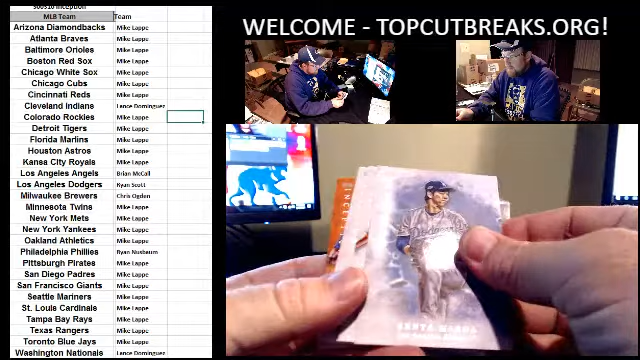 WELCOME - TOPCUTBREAKS.ORG!
MLB Team Team
Arizona Diamondbacks Mike Lappe
Atlanta Braves Mike Lappe
Baltimore Orioles Mike Lappe
Boston Red Sox Mike Lappe
Chicago White Sox Mike Lappe
Chicago Cubs Mike Lappe
Cincinnati Reds Mike Lappe
Cleveland Indians Lance Dominguez
Colorado Rockies Mike Lappe
Detroit Tigers Mike Lappe
Florida Marlins Mike Lappe
Houston Astros Mike Lappe
Kansa City Royals Mike Lappe
Los Angeles Angels Brian McCall
Los Angeles Dodgers Ryan Scott
Milwaukee Brewers Chris Ogden
Minnesota Twins Mike Lappe
New York Mets Mike Lappe
New York Yankees Mike Lappe
Oakland Athletics Mike Lappe
Philadelphia Phillies Ryan Nusbaum
Pittsburgh Pirates Mike Lappe
San Diego Padres Mike Lappe
San Francisco Giants Mike Lappe
Seattle Mariners Mike Lappe
St. Louis Cardinals Mike Lappe
Tampa Bay Rays Mike Lappe
Texas Rangers Mike Lappe
Toronto Blue Jays Mike Lappe
Washington Nationals Lance Dominguez
KENTA MAEDA